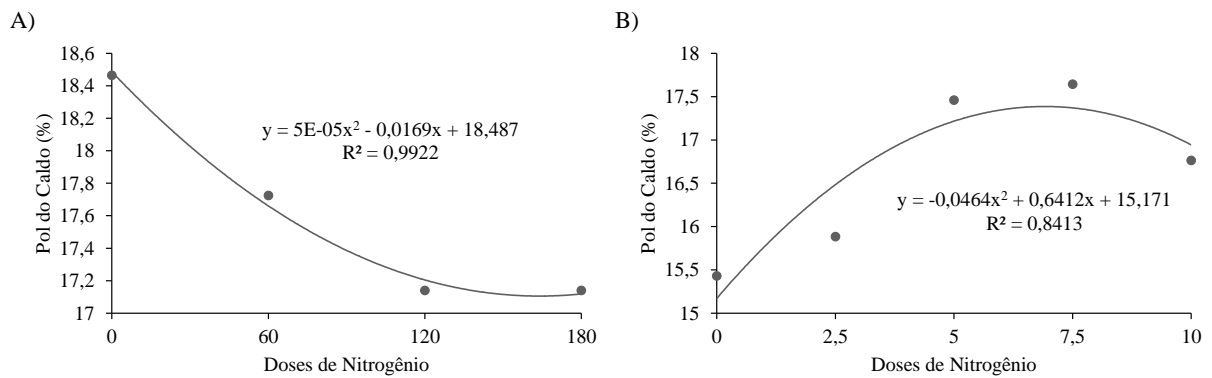 A)
18,6
18,4
18,2
18
17,8
17,6
17,4
17,2
17
Pol do Caldo (%)
y = 5E-05x² - 0,0169x + 18,487
R² = 0,9922
0
60
120
180
Doses de Nitrogênio
B)
18
17,5
17
16,5
16
15,5
15
Pol do Caldo (%)
y = -0,0464x² + 0,6412x + 15,171
R² = 0,8413
0
2,5
5
7,5
10
Doses de Nitrogênio